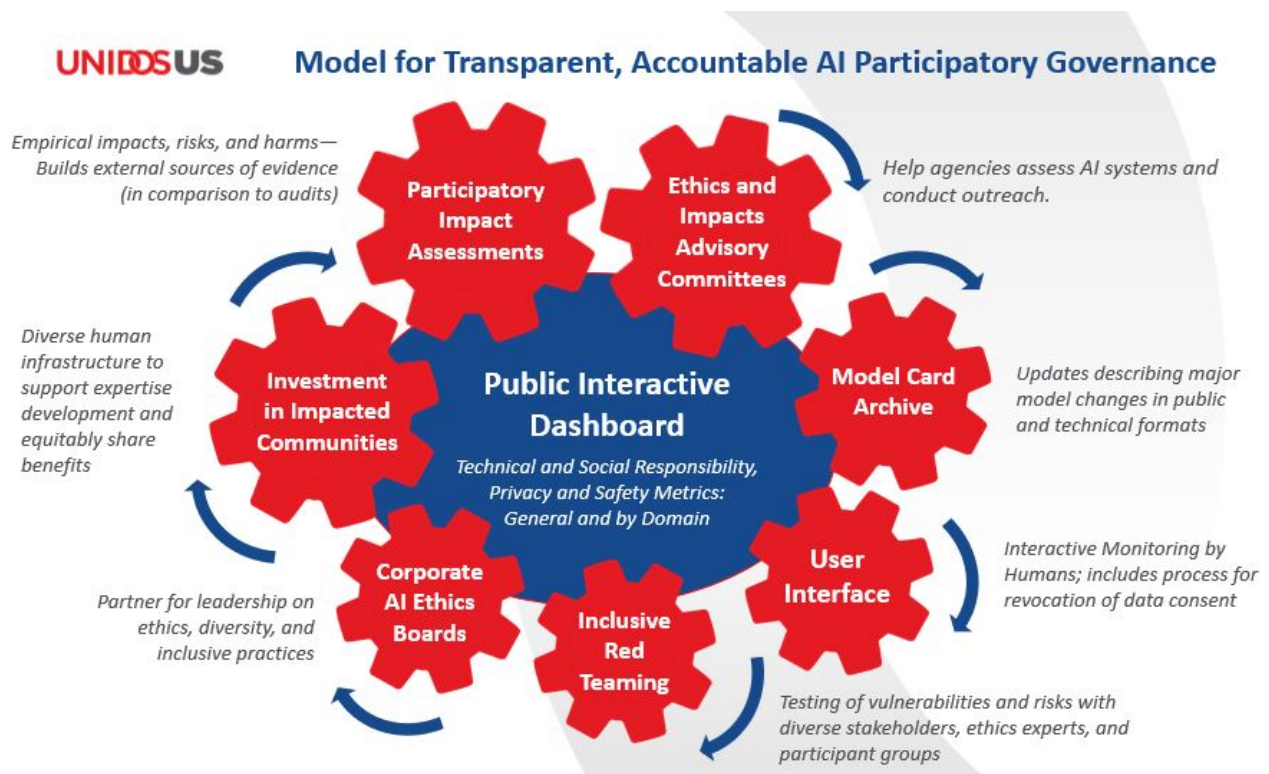 UNIDOSUS
Model for Transparent, Accountable AI Participatory Governance
Empirical impacts, risks, and harms—
Builds external sources of evidence
(in comparison to audits)
Participatory
Impact
Assessments
Ethics and
Impacts
Advisory
Committees
Help agencies assess AI systems and
conduct outreach.
Diverse human
infrastructure to
support expertise
development and
equitably share
benefits
Investment
in Impacted
Communities
Public Interactive
Dashboard
Technical and Social Responsibility,
Privacy and Safety Metrics:
General and by Domain
Model Card
Archive
Updates describing major
model changes in public
and technical formats
Partner for leadership on
ethics, diversity, and
inclusive practices
Corporate
AI Ethics
Boards
Inclusive
Red
Teaming
User
Interface
Interactive Monitoring by
Humans; includes process for
revocation of data consent
Testing of vulnerabilities and risks with
diverse stakeholders, ethics experts, and
participant groups